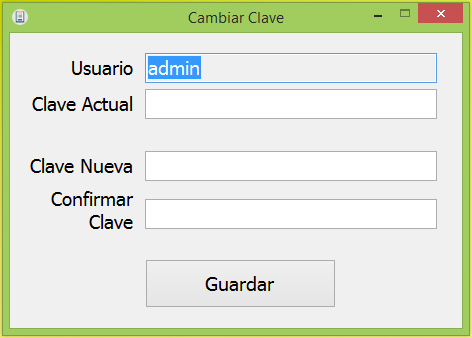 Cambiar Clave
Usuario admin
Clave Actual
Clave Nueva
Confirmar
Clave
Guardar